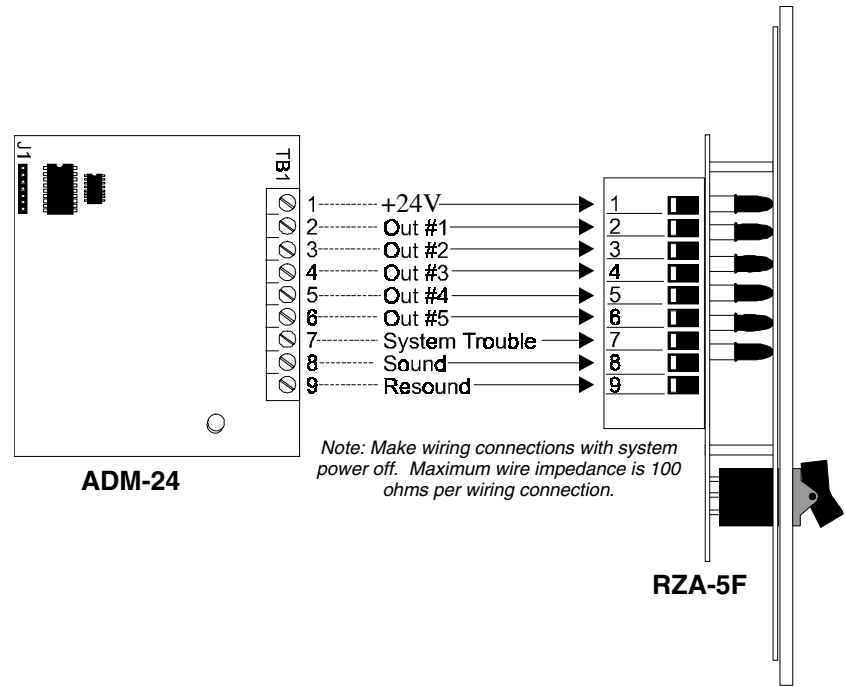 J1
TB1
1 +24V 1
2 Out #1 2
3 Out #2 3
4 Out #3 4
5 Out #4 5
6 Out #5 6
7 System Trouble 7
8 Sound 8
9 Resound 9
Note: Make wiring connections with system
power off. Maximum wire impedance is 100
ohms per wiring connection.
ADM-24
RZA-5F